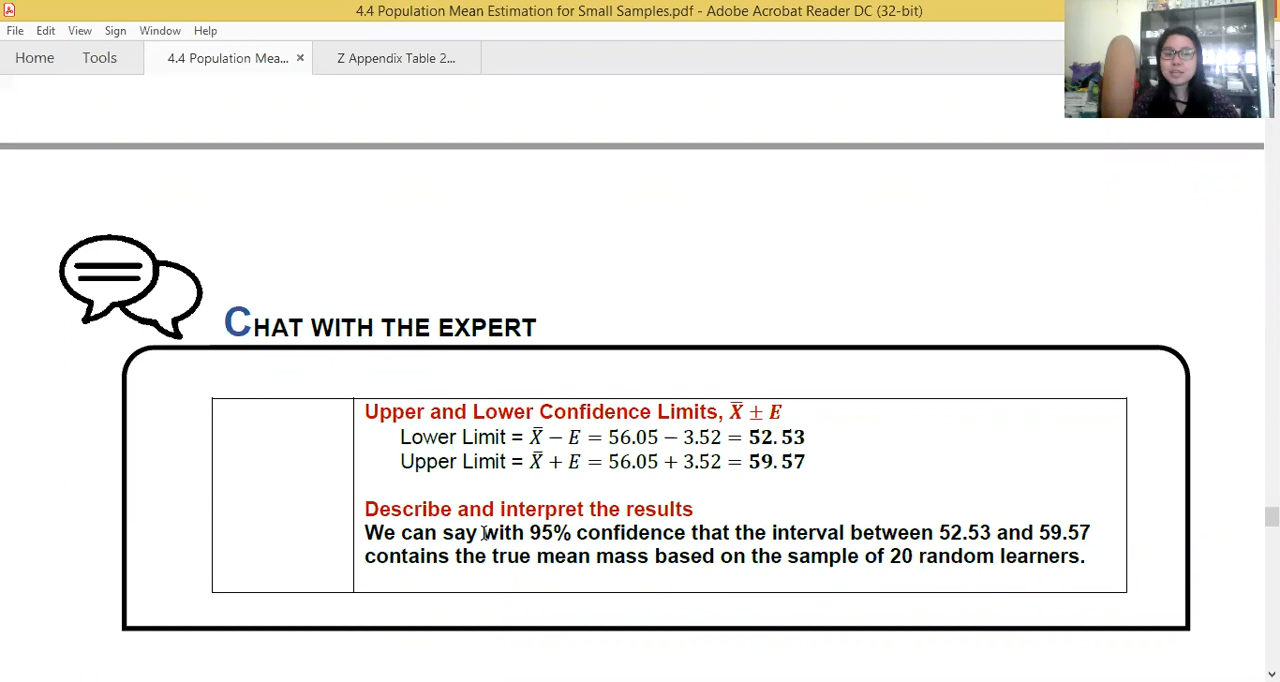 4.4 Population Mean Estimation for Small Samples.pdf - Adobe Acrobat Reader DC (32-bit)
File Edit View Sign Window Help
Home Tools 4.4 Population Mea... × Z Appendix Table 2...
CHAT WITH THE EXPERT
Upper and Lower Confidence Limits, X̄ ± E
Lower Limit = X̄ − E = 56.05 − 3.52 = 52.53
Upper Limit = X̄ + E = 56.05 + 3.52 = 59.57
Describe and interpret the results
We can say with 95% confidence that the interval between 52.53 and 59.57
contains the true mean mass based on the sample of 20 random learners.